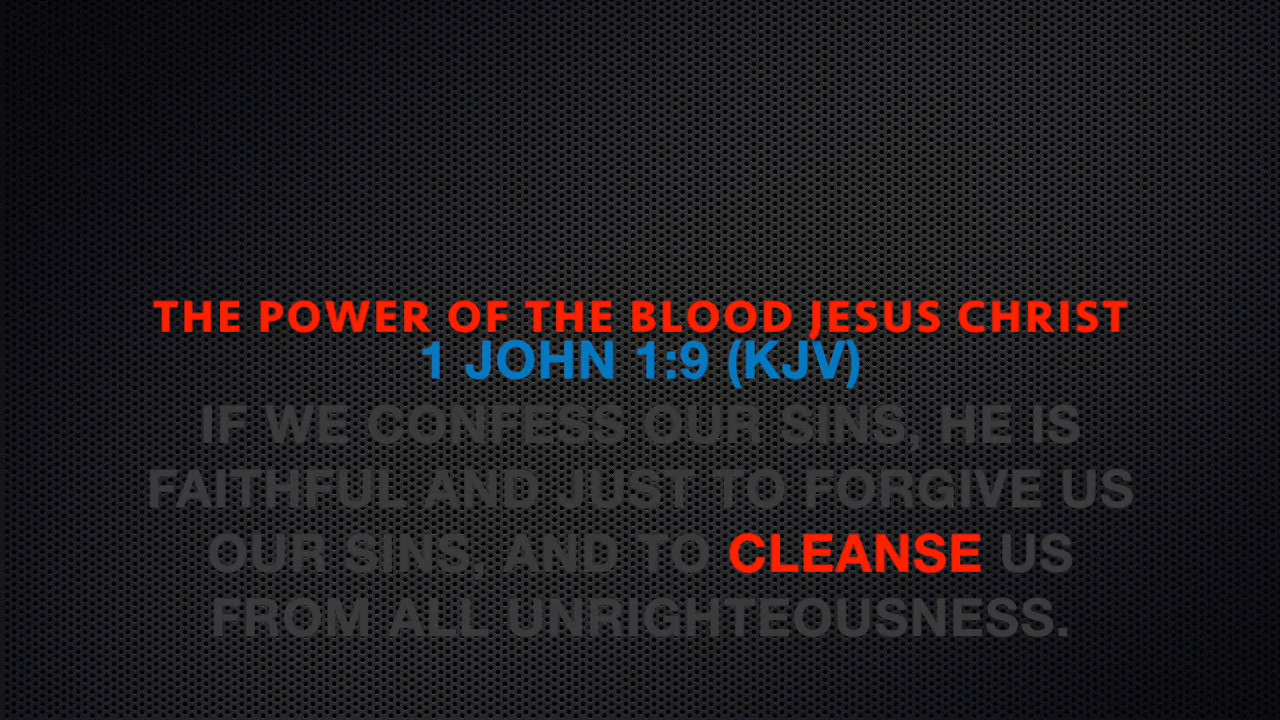 THE POWER OF THE BLOOD JESUS CHRIST
1 JOHN 1:9 (KJV)
IF WE CONFESS OUR SINS, HE IS
FAITHFUL AND JUST TO FORGIVE US
OUR SINS, AND TO CLEANSE US
FROM ALL UNRIGHTEOUSNESS.